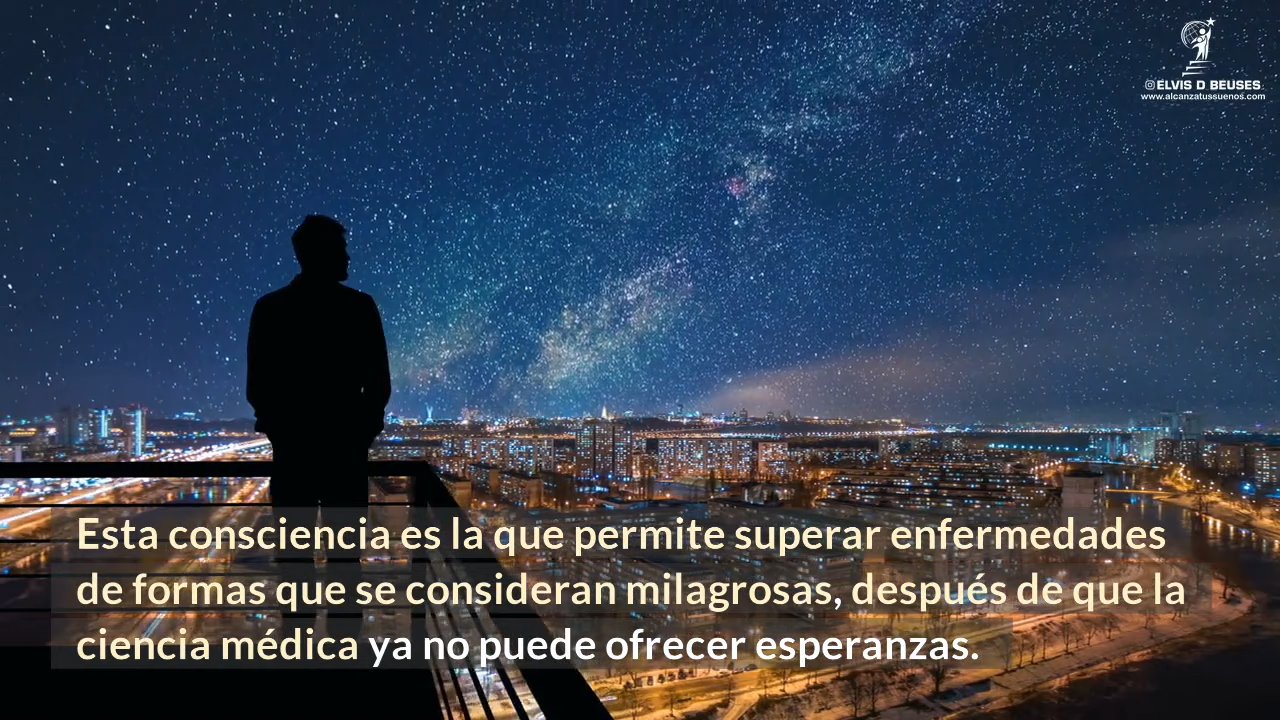 ELVIS D BEUSES
www.alcanzatussuenos.com
Esta consciencia es la que permite superar enfermedades
de formas que se consideran milagrosas, después de que la
ciencia médica ya no puede ofrecer esperanzas.